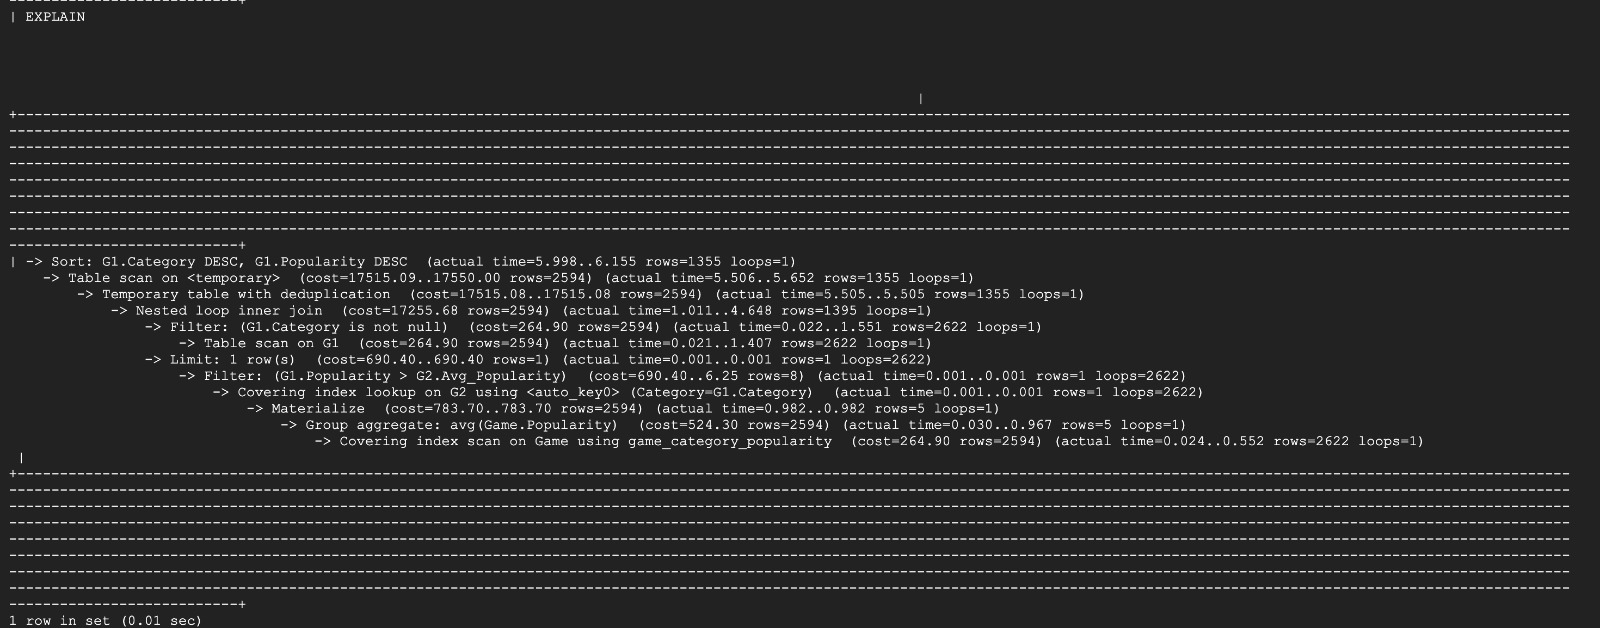 ---------------------------+
| EXPLAIN
|
+----------------------------------------------------------------------------------------------------------------------------------------------------------------------------------------
-----------------------------------------------------------------------------------------------------------------------------------------------------------------------------------------
-----------------------------------------------------------------------------------------------------------------------------------------------------------------------------------------
-----------------------------------------------------------------------------------------------------------------------------------------------------------------------------------------
-----------------------------------------------------------------------------------------------------------------------------------------------------------------------------------------
-----------------------------------------------------------------------------------------------------------------------------------------------------------------------------------------
-----------------------------------------------------------------------------------------------------------------------------------------------------------------------------------------
-----------------------------------------------------------------------------------------------------------------------------------------------------------------------------------------
---------------------------+
| -> Sort: G1.Category DESC, G1.Popularity DESC  (actual time=5.998..6.155 rows=1355 loops=1)
    -> Table scan on <temporary>  (cost=17515.09..17550.00 rows=2594) (actual time=5.506..5.652 rows=1355 loops=1)
        -> Temporary table with deduplication  (cost=17515.08..17515.08 rows=2594) (actual time=5.505..5.505 rows=1355 loops=1)
            -> Nested loop inner join  (cost=17255.68 rows=2594) (actual time=1.011..4.648 rows=1395 loops=1)
                -> Filter: (G1.Category is not null)  (cost=264.90 rows=2594) (actual time=0.022..1.551 rows=2622 loops=1)
                    -> Table scan on G1  (cost=264.90 rows=2594) (actual time=0.021..1.407 rows=2622 loops=1)
                -> Limit: 1 row(s)  (cost=690.40..690.40 rows=1) (actual time=0.001..0.001 rows=1 loops=2622)
                    -> Filter: (G1.Popularity > G2.Avg_Popularity)  (cost=690.40..6.25 rows=8) (actual time=0.001..0.001 rows=1 loops=2622)
                        -> Covering index lookup on G2 using <auto_key0> (Category=G1.Category)  (actual time=0.001..0.001 rows=1 loops=2622)
                            -> Materialize  (cost=783.70..783.70 rows=2594) (actual time=0.982..0.982 rows=5 loops=1)
                                -> Group aggregate: avg(Game.Popularity)  (cost=524.30 rows=2594) (actual time=0.030..0.967 rows=5 loops=1)
                                    -> Covering index scan on Game using game_category_popularity  (cost=264.90 rows=2594) (actual time=0.024..0.552 rows=2622 loops=1)
 |
+----------------------------------------------------------------------------------------------------------------------------------------------------------------------------------------
-----------------------------------------------------------------------------------------------------------------------------------------------------------------------------------------
-----------------------------------------------------------------------------------------------------------------------------------------------------------------------------------------
-----------------------------------------------------------------------------------------------------------------------------------------------------------------------------------------
-----------------------------------------------------------------------------------------------------------------------------------------------------------------------------------------
-----------------------------------------------------------------------------------------------------------------------------------------------------------------------------------------
-----------------------------------------------------------------------------------------------------------------------------------------------------------------------------------------
-----------------------------------------------------------------------------------------------------------------------------------------------------------------------------------------
---------------------------+
1 row in set (0.01 sec)